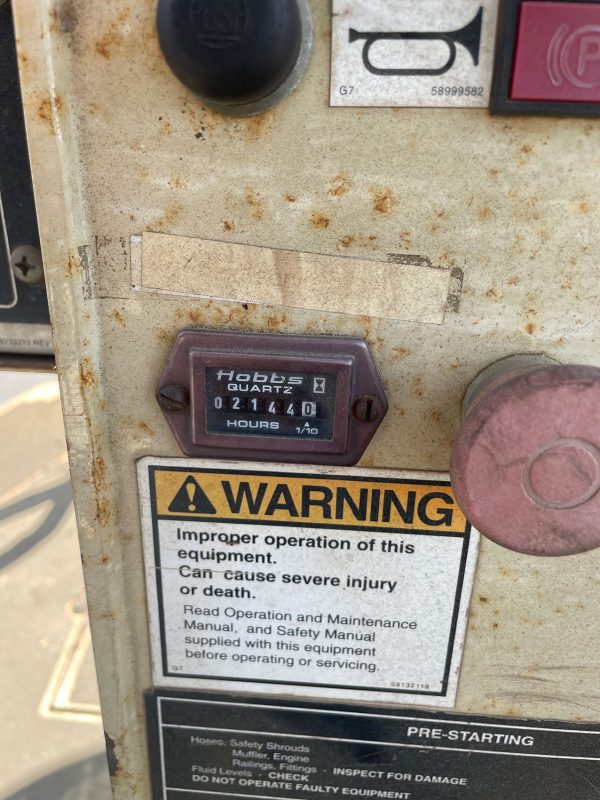 G7 58999582
P
Hobbs
QUARTZ
021440
HOURS 1/10
WARNING
Improper operation of this
equipment.
Can cause severe injury
or death.
Read Operation and Maintenance
Manual, and Safety Manual
supplied with this equipment
before operating or servicing.
G7 59132118
PRE-STARTING
Hoses, Safety Shrouds
Muffler, Engine
Railings, Fittings - INSPECT FOR DAMAGE
Fluid Levels - CHECK
DO NOT OPERATE FAULTY EQUIPMENT